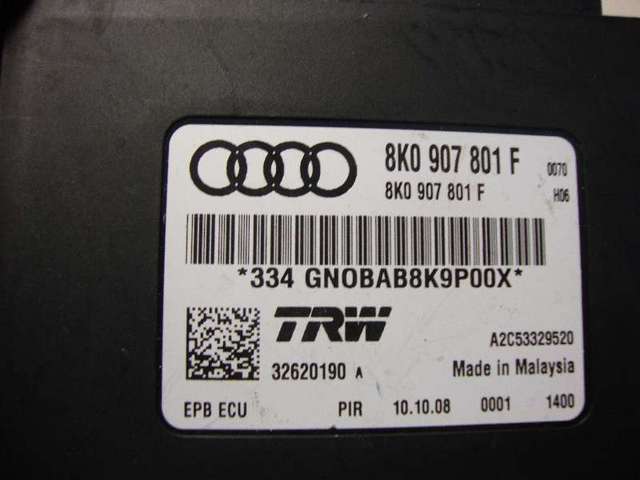 8K0 907 801 F 0070
8K0 907 801 F H06
*334 GNOBAB8K9P00X*
TRW A2C53329520
32620190 A Made in Malaysia
EPB ECU PIR 10.10.08 0001 1400